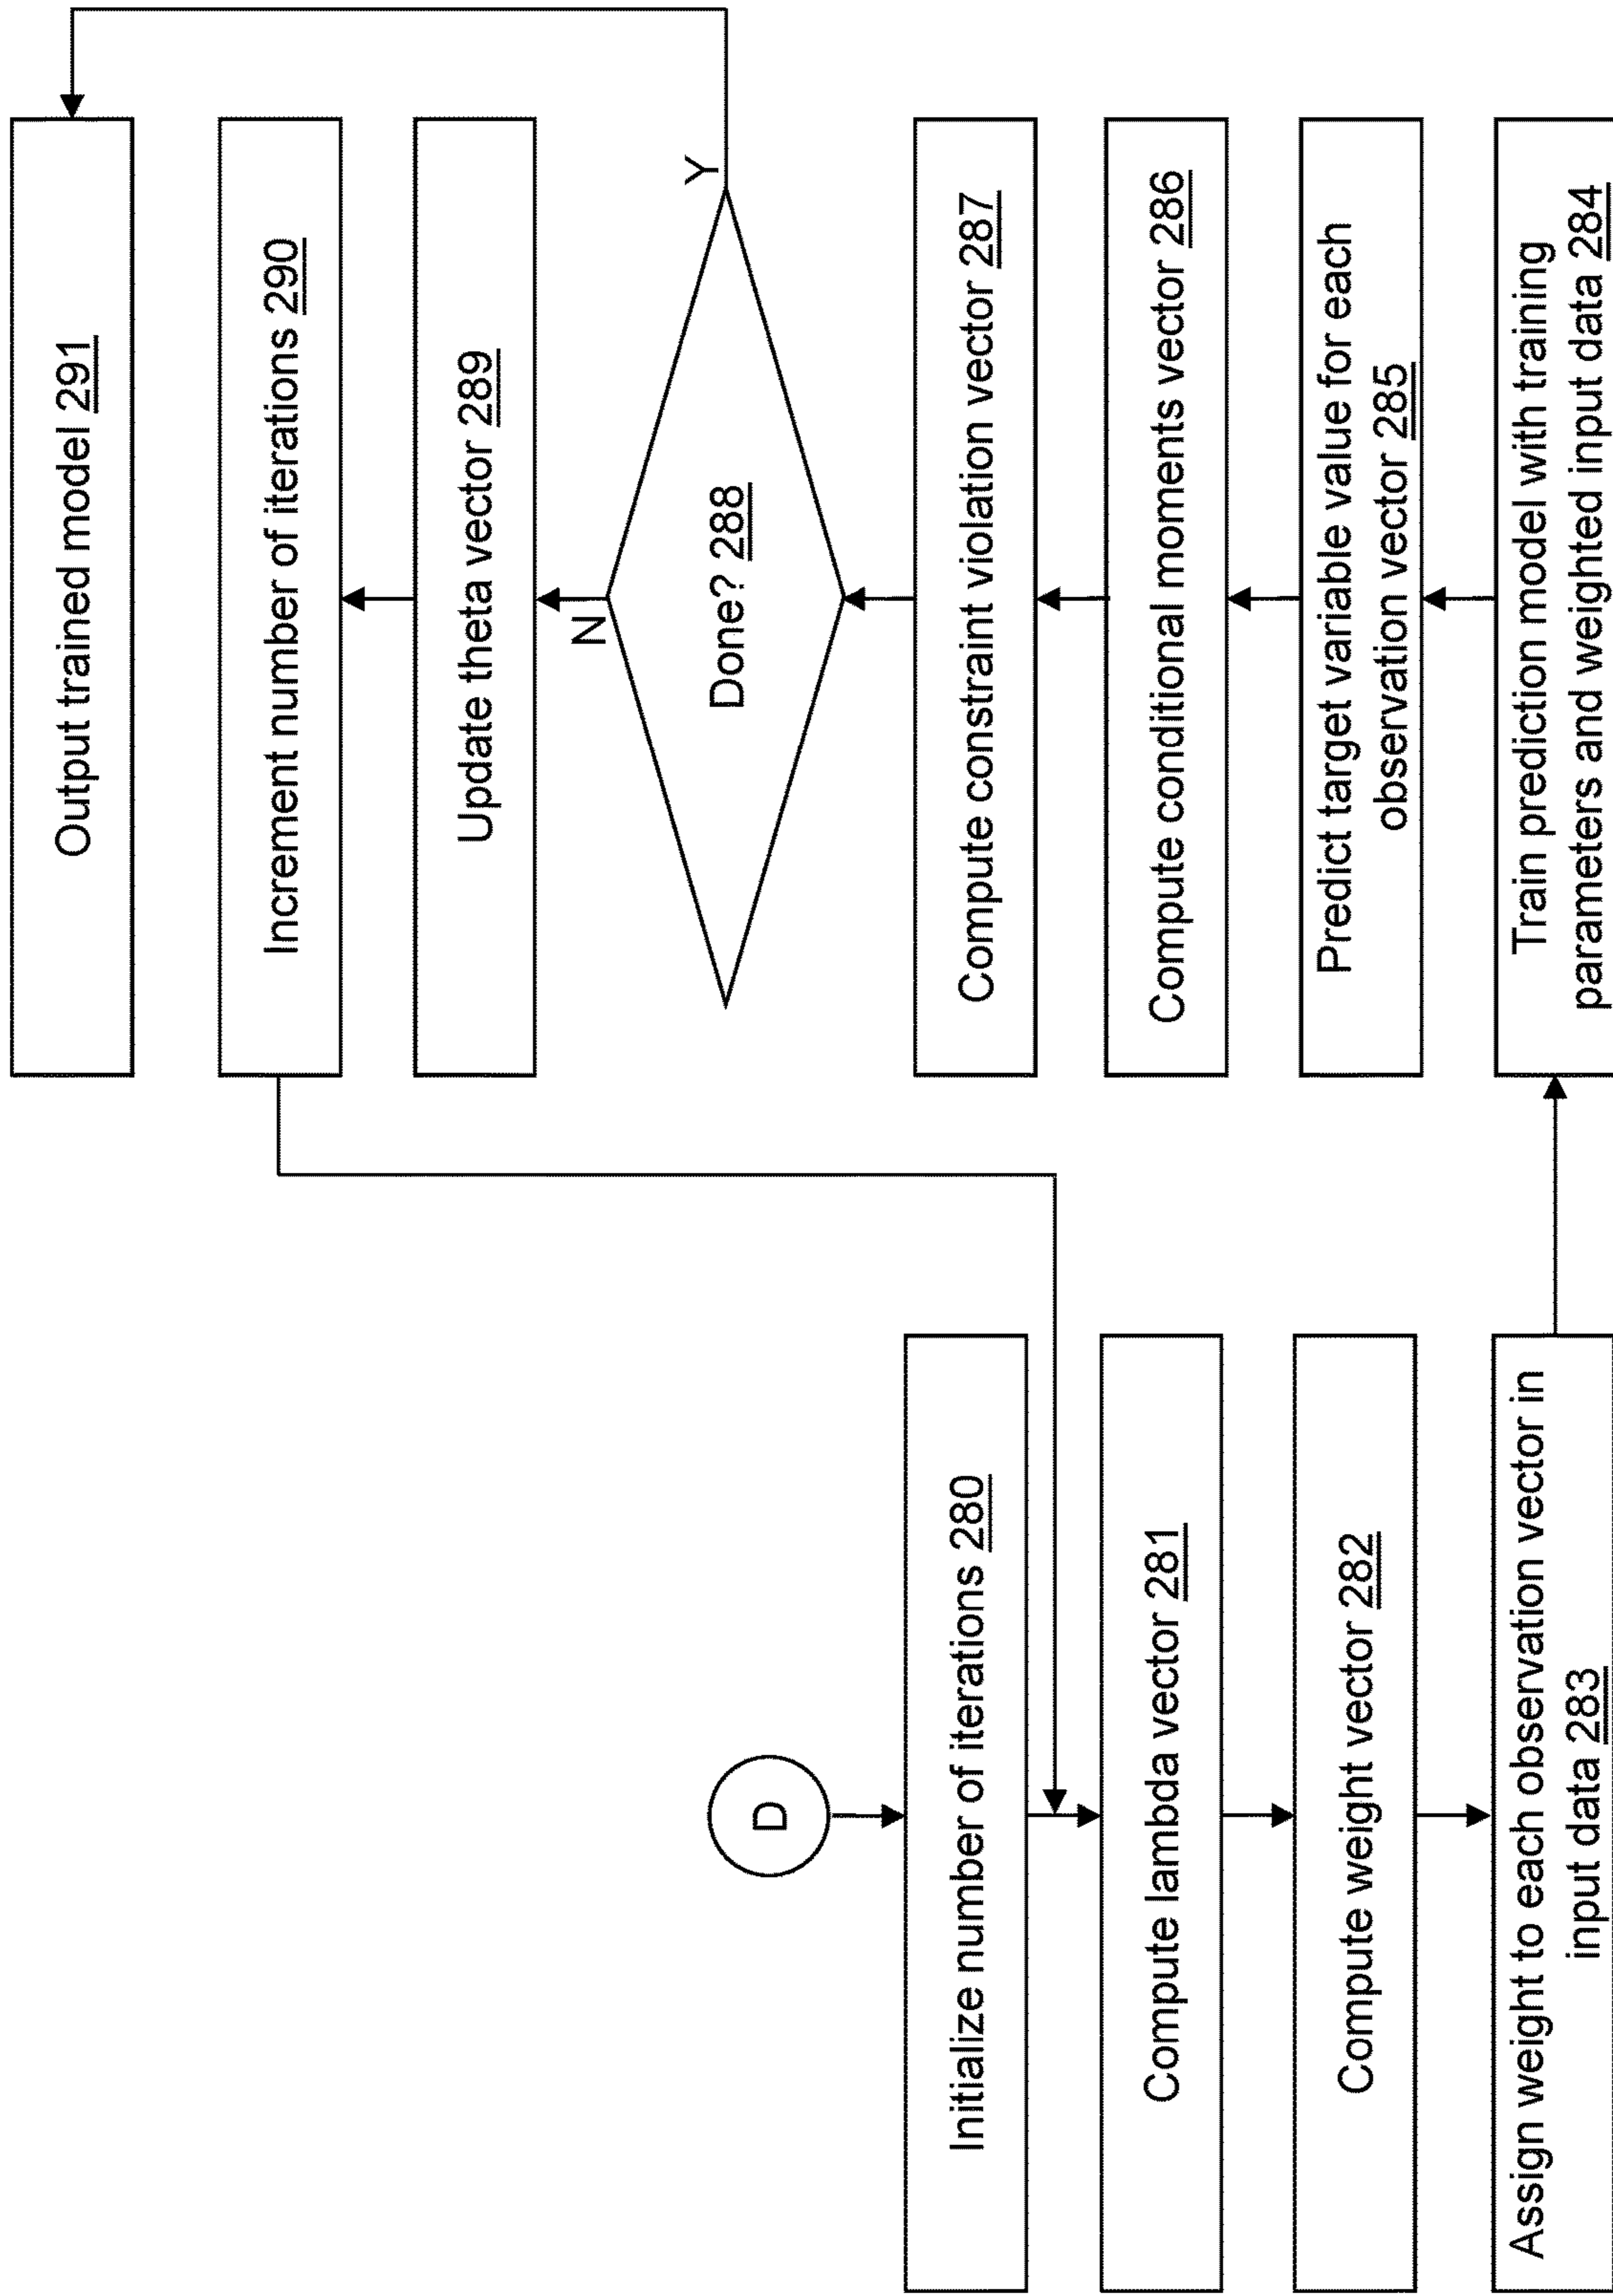 D
Initialize number of iterations 280
Compute lambda vector 281
Compute weight vector 282
Assign weight to each observation vector in
input data 283
Train prediction model with training
parameters and weighted input data 284
Predict target variable value for each
observation vector 285
Compute conditional moments vector 286
Compute constraint violation vector 287
Done? 288
Y
N
Update theta vector 289
Increment number of iterations 290
Output trained model 291